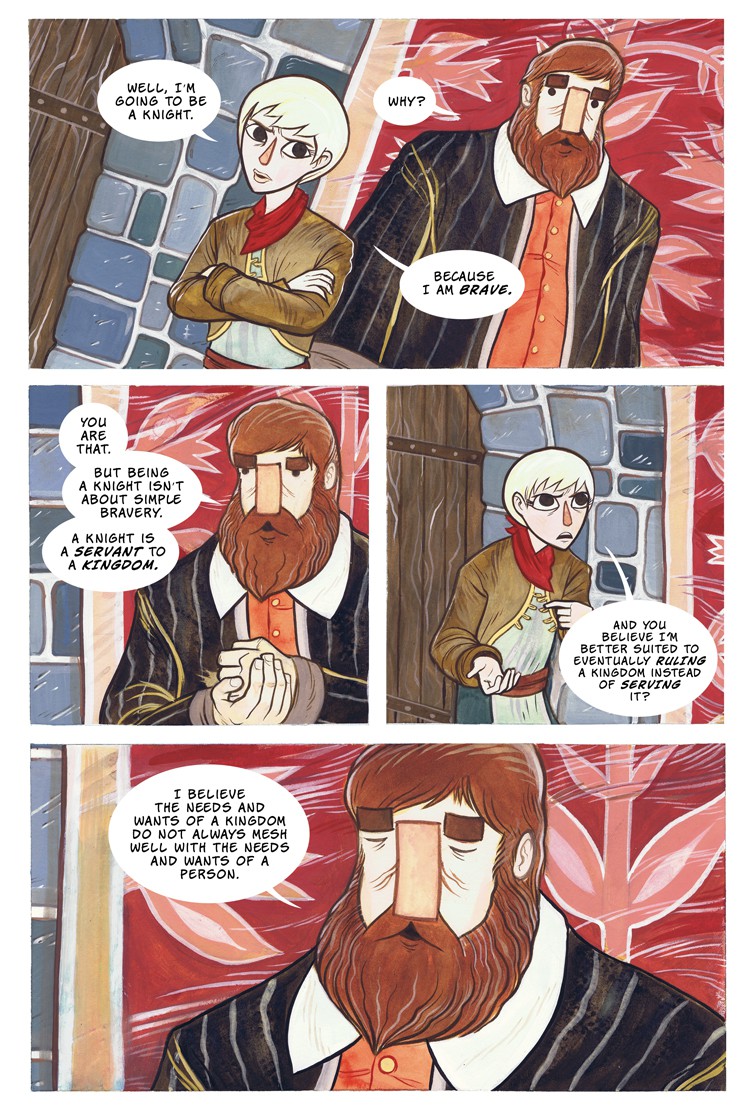 WELL, I'M
GOING TO BE
A KNIGHT.
WHY?
BECAUSE
I AM BRAVE.
YOU
ARE
THAT.
BUT BEING
A KNIGHT ISN'T
ABOUT SIMPLE
BRAVERY.
A KNIGHT IS
A SERVANT TO
A KINGDOM.
AND YOU
BELIEVE I'M
BETTER SUITED TO
EVENTUALLY RULING
A KINGDOM INSTEAD
OF SERVING
IT?
I BELIEVE
THE NEEDS AND
WANTS OF A KINGDOM
DO NOT ALWAYS MESH
WELL WITH THE NEEDS
AND WANTS OF A
PERSON.